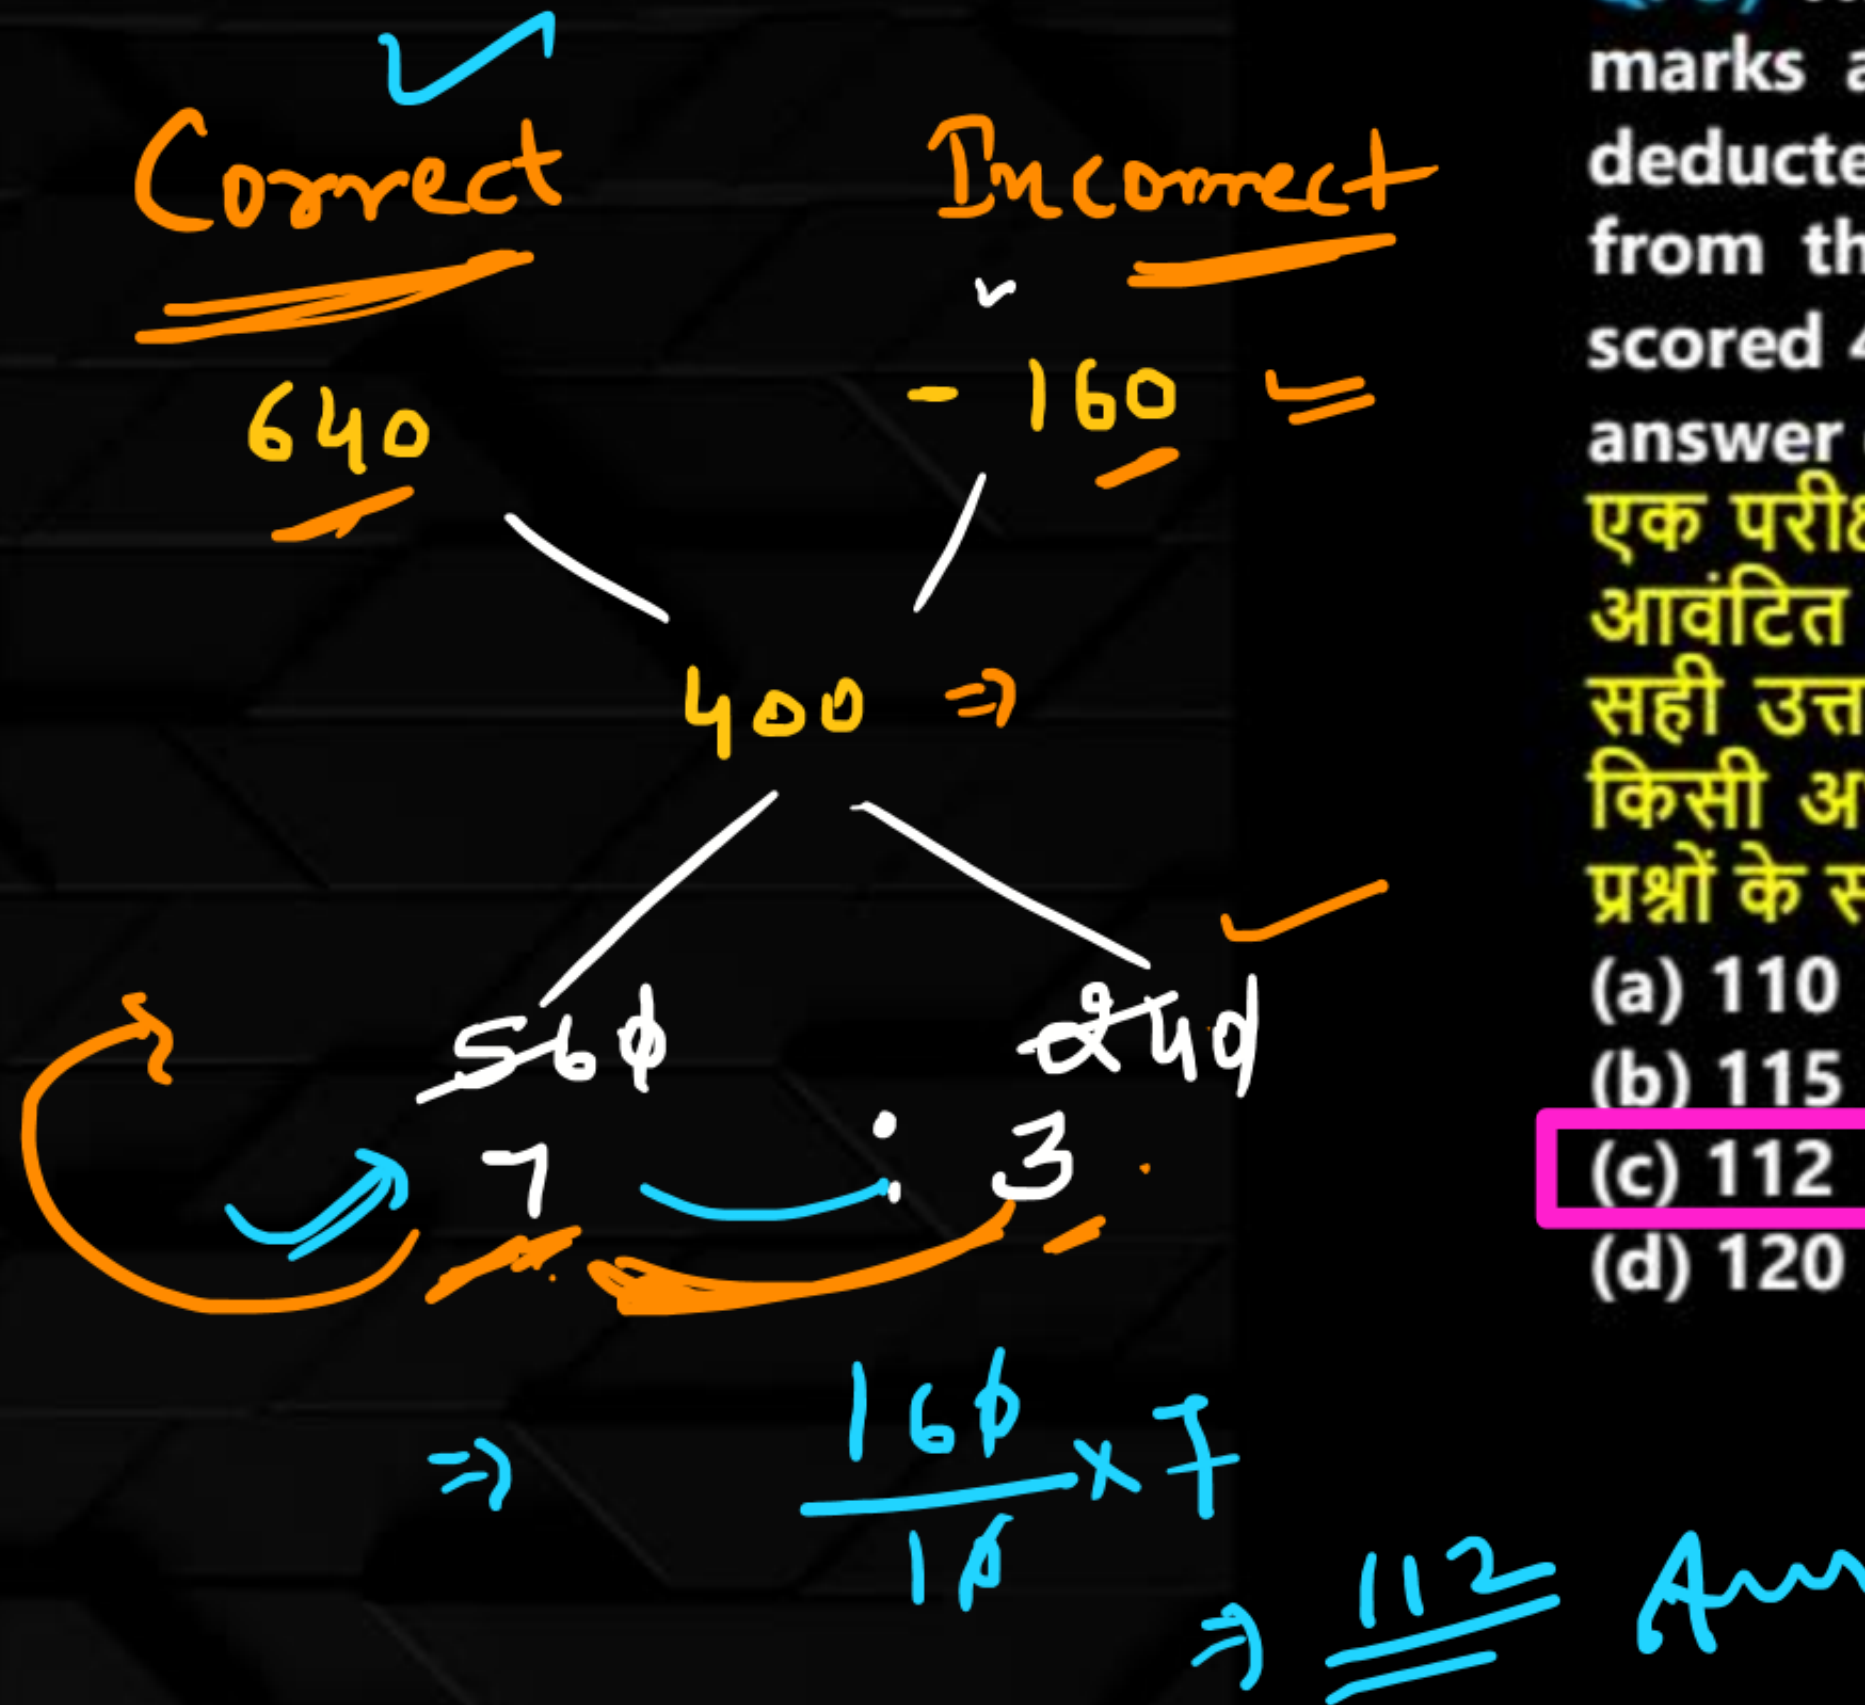 Correct Incorrect
640 - 160
400 ⇒
560 240
7 : 3
⇒ 160/10 × 7
⇒ 112
marks
deducte
from th
scored 4
answer
एक परीक्ष
आवंटित
सही उत्त
किसी अ
प्रश्नों के स
(a) 110
(b) 115
(c) 112
(d) 120